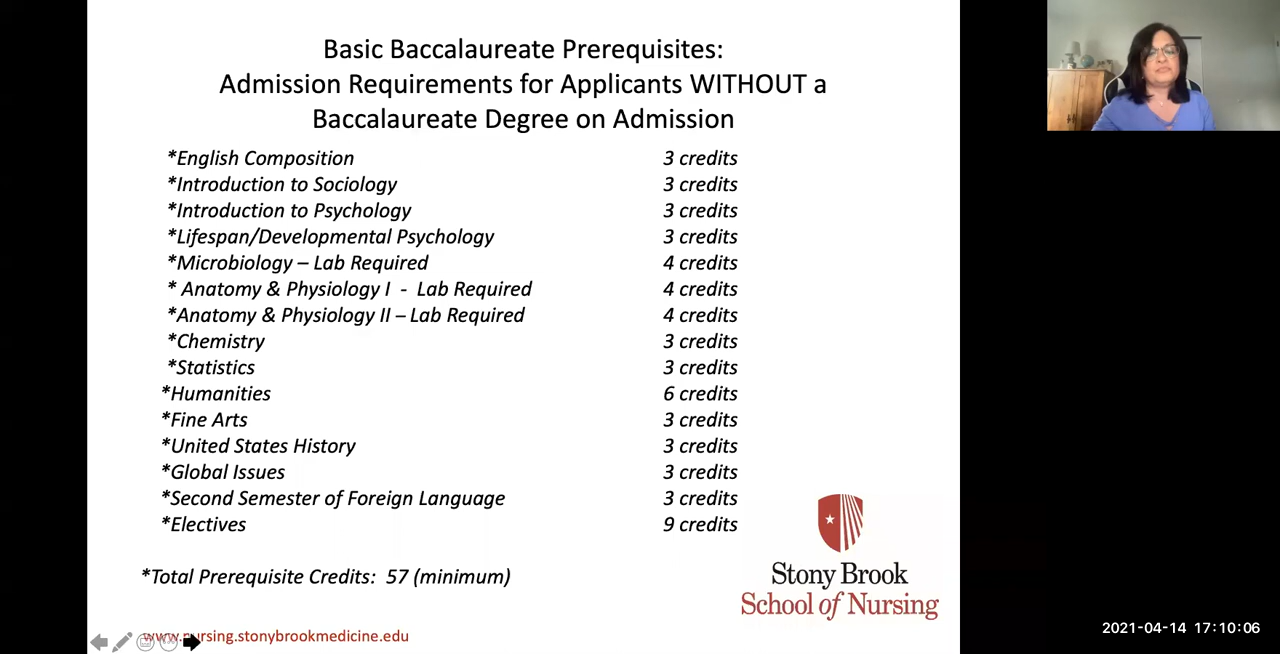 Basic Baccalaureate Prerequisites:
Admission Requirements for Applicants WITHOUT a
Baccalaureate Degree on Admission
*English Composition 3 credits
*Introduction to Sociology 3 credits
*Introduction to Psychology 3 credits
*Lifespan/Developmental Psychology 3 credits
*Microbiology – Lab Required 4 credits
* Anatomy & Physiology I - Lab Required 4 credits
*Anatomy & Physiology II – Lab Required 4 credits
*Chemistry 3 credits
*Statistics 3 credits
*Humanities 6 credits
*Fine Arts 3 credits
*United States History 3 credits
*Global Issues 3 credits
*Second Semester of Foreign Language 3 credits
*Electives 9 credits
*Total Prerequisite Credits: 57 (minimum)
Stony Brook
School of Nursing
www.nursing.stonybrookmedicine.edu
2021-04-14 17:10:06